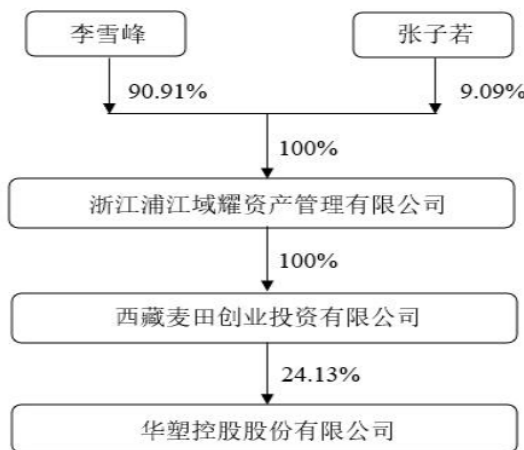 李雪峰
张子若
90.91%
9.09%
100%
浙江浦江域耀资产管理有限公司
100%
西藏麦田创业投资有限公司
24.13%
华塑控股股份有限公司